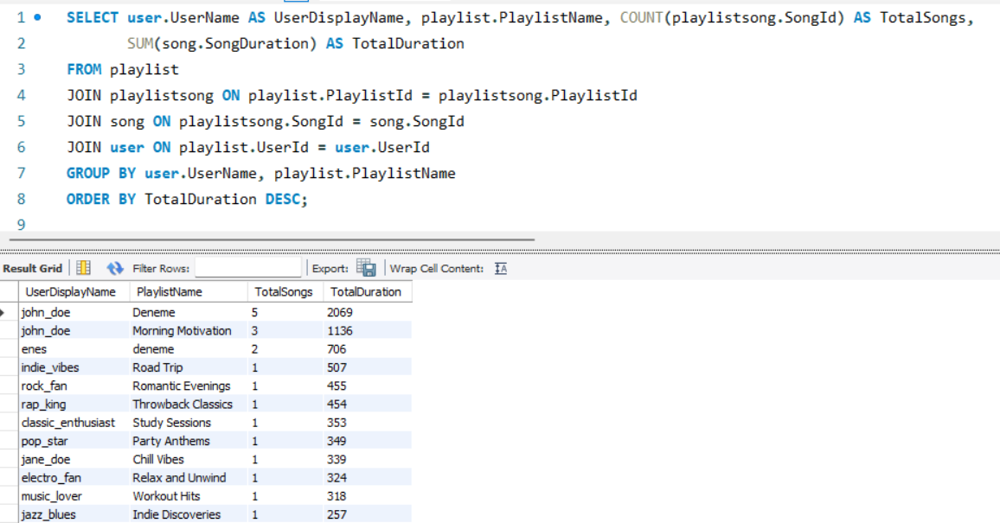 1 SELECT user.UserName AS UserDisplayName, playlist.PlaylistName, COUNT(playlistsong.SongId) AS TotalSongs,
2 SUM(song.SongDuration) AS TotalDuration
3 FROM playlist
4 JOIN playlistsong ON playlist.PlaylistId = playlistsong.PlaylistId
5 JOIN song ON playlistsong.SongId = song.SongId
6 JOIN user ON playlist.UserId = user.UserId
7 GROUP BY user.UserName, playlist.PlaylistName
8 ORDER BY TotalDuration DESC;
9
Result Grid Filter Rows: Export: Wrap Cell Content:
UserDisplayName PlaylistName TotalSongs TotalDuration
john_doe Deneme 5 2069
john_doe Morning Motivation 3 1136
enes deneme 2 706
indie_vibes Road Trip 1 507
rock_fan Romantic Evenings 1 455
rap_king Throwback Classics 1 454
classic_enthusiast Study Sessions 1 353
pop_star Party Anthems 1 349
jane_doe Chill Vibes 1 339
electro_fan Relax and Unwind 1 324
music_lover Workout Hits 1 318
jazz_blues Indie Discoveries 1 257